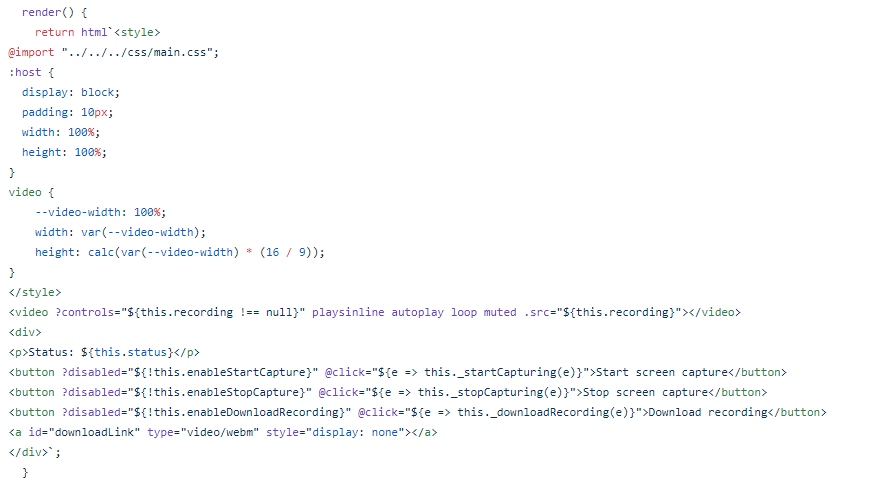 render() {
return html`<style>
@import "../../../css/main.css";
:host {
display: block;
padding: 10px;
width: 100%;
height: 100%;
}
video {
--video-width: 100%;
width: var(--video-width);
height: calc(var(--video-width) * (16 / 9));
}
</style>
<video ?controls="${this.recording !== null}" playsinline autoplay loop muted .src="${this.recording}"></video>
<div>
<p>Status: ${this.status}</p>
<button ?disabled="${!this.enableStartCapture}" @click="${e => this._startCapturing(e)}">Start screen capture</button>
<button ?disabled="${!this.enableStopCapture}" @click="${e => this._stopCapturing(e)}">Stop screen capture</button>
<button ?disabled="${!this.enableDownloadRecording}" @click="${e => this._downloadRecording(e)}">Download recording</button>
<a id="downloadLink" type="video/webm" style="display: none"></a>
</div>`;
}